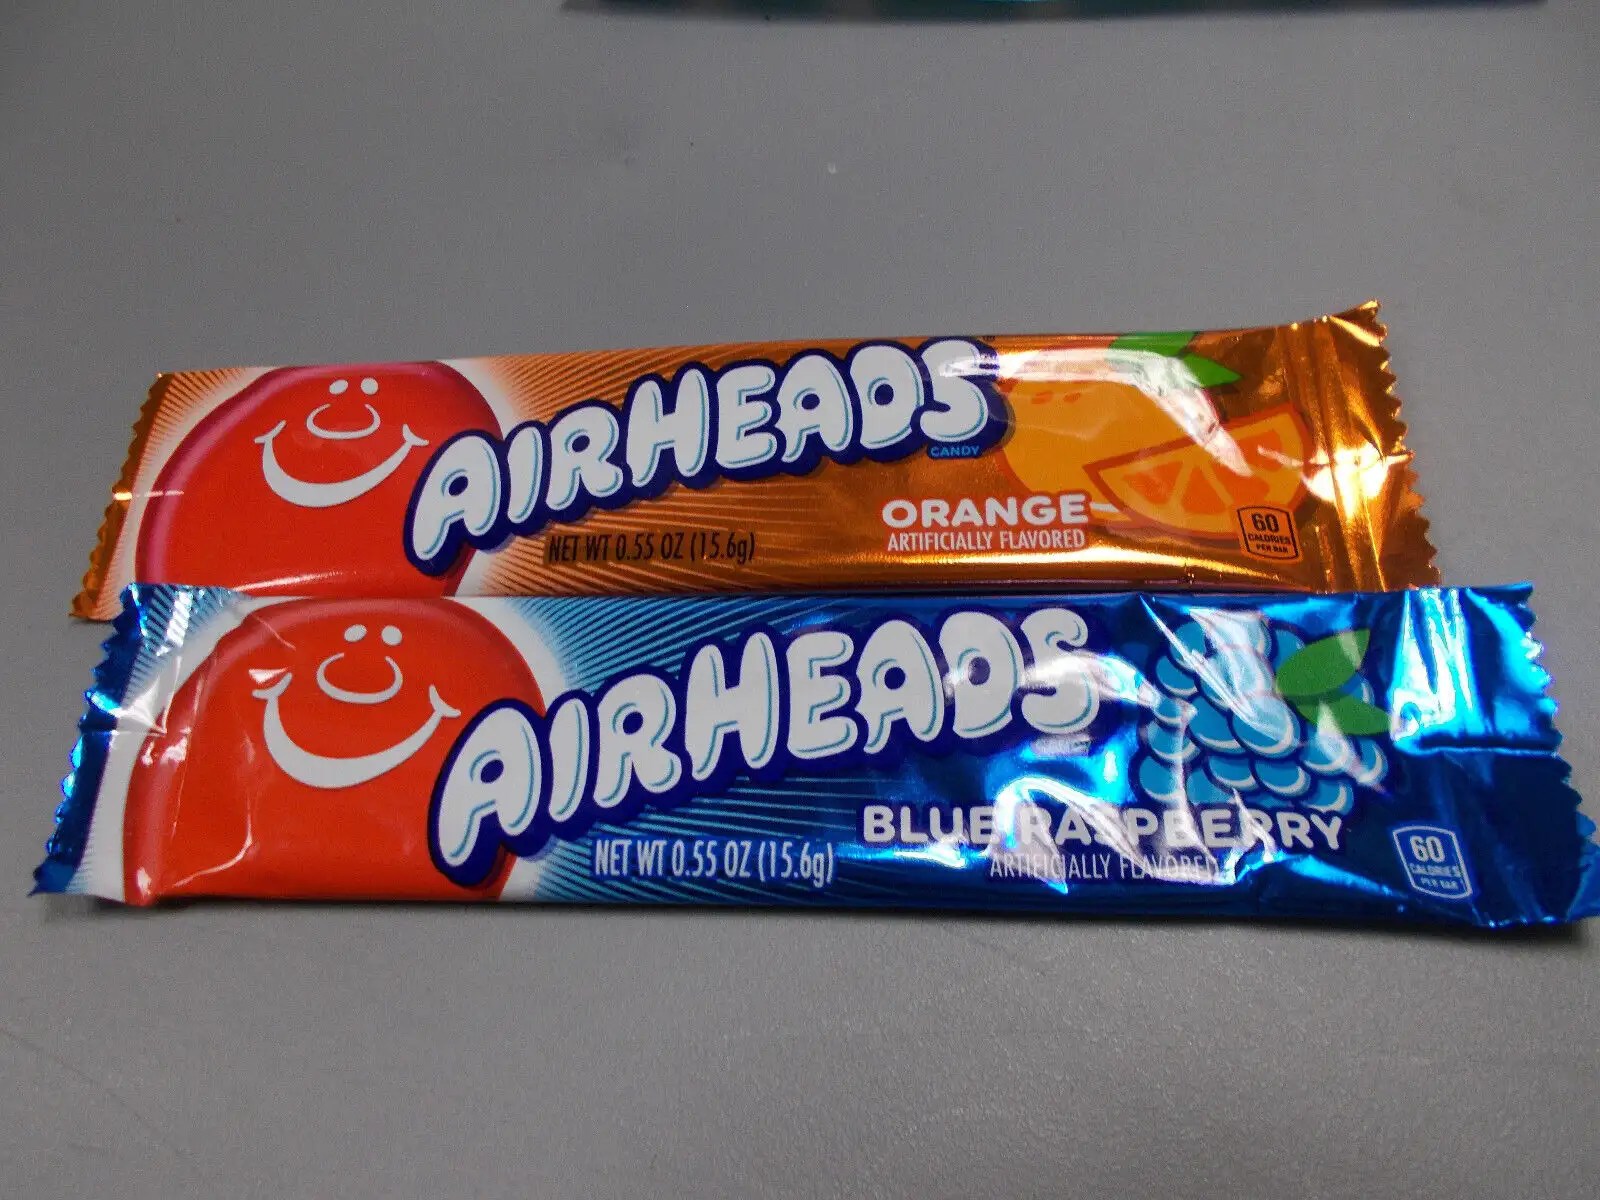 AIRHEADS
CANDY
ORANGE
ARTIFICIALLY FLAVORED
NET WT 0.55 OZ (15.6g)
60
CALORIES
PER BAR
AIRHEADS
BLUE RASPBERRY
ARTIFICIALLY FLAVORED
NET WT 0.55 OZ (15.6g)
60
CALORIES
PER BAR